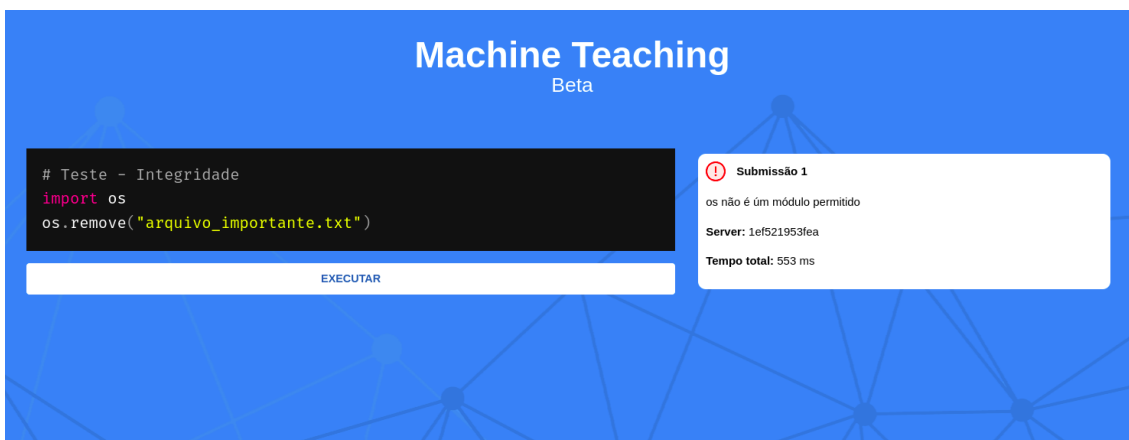 Machine Teaching
Beta
# Teste - Integridade
import os
os.remove("arquivo_importante.txt")
EXECUTAR
Submissão 1
os não é úm módulo permitido
Server: 1ef521953fea
Tempo total: 553 ms